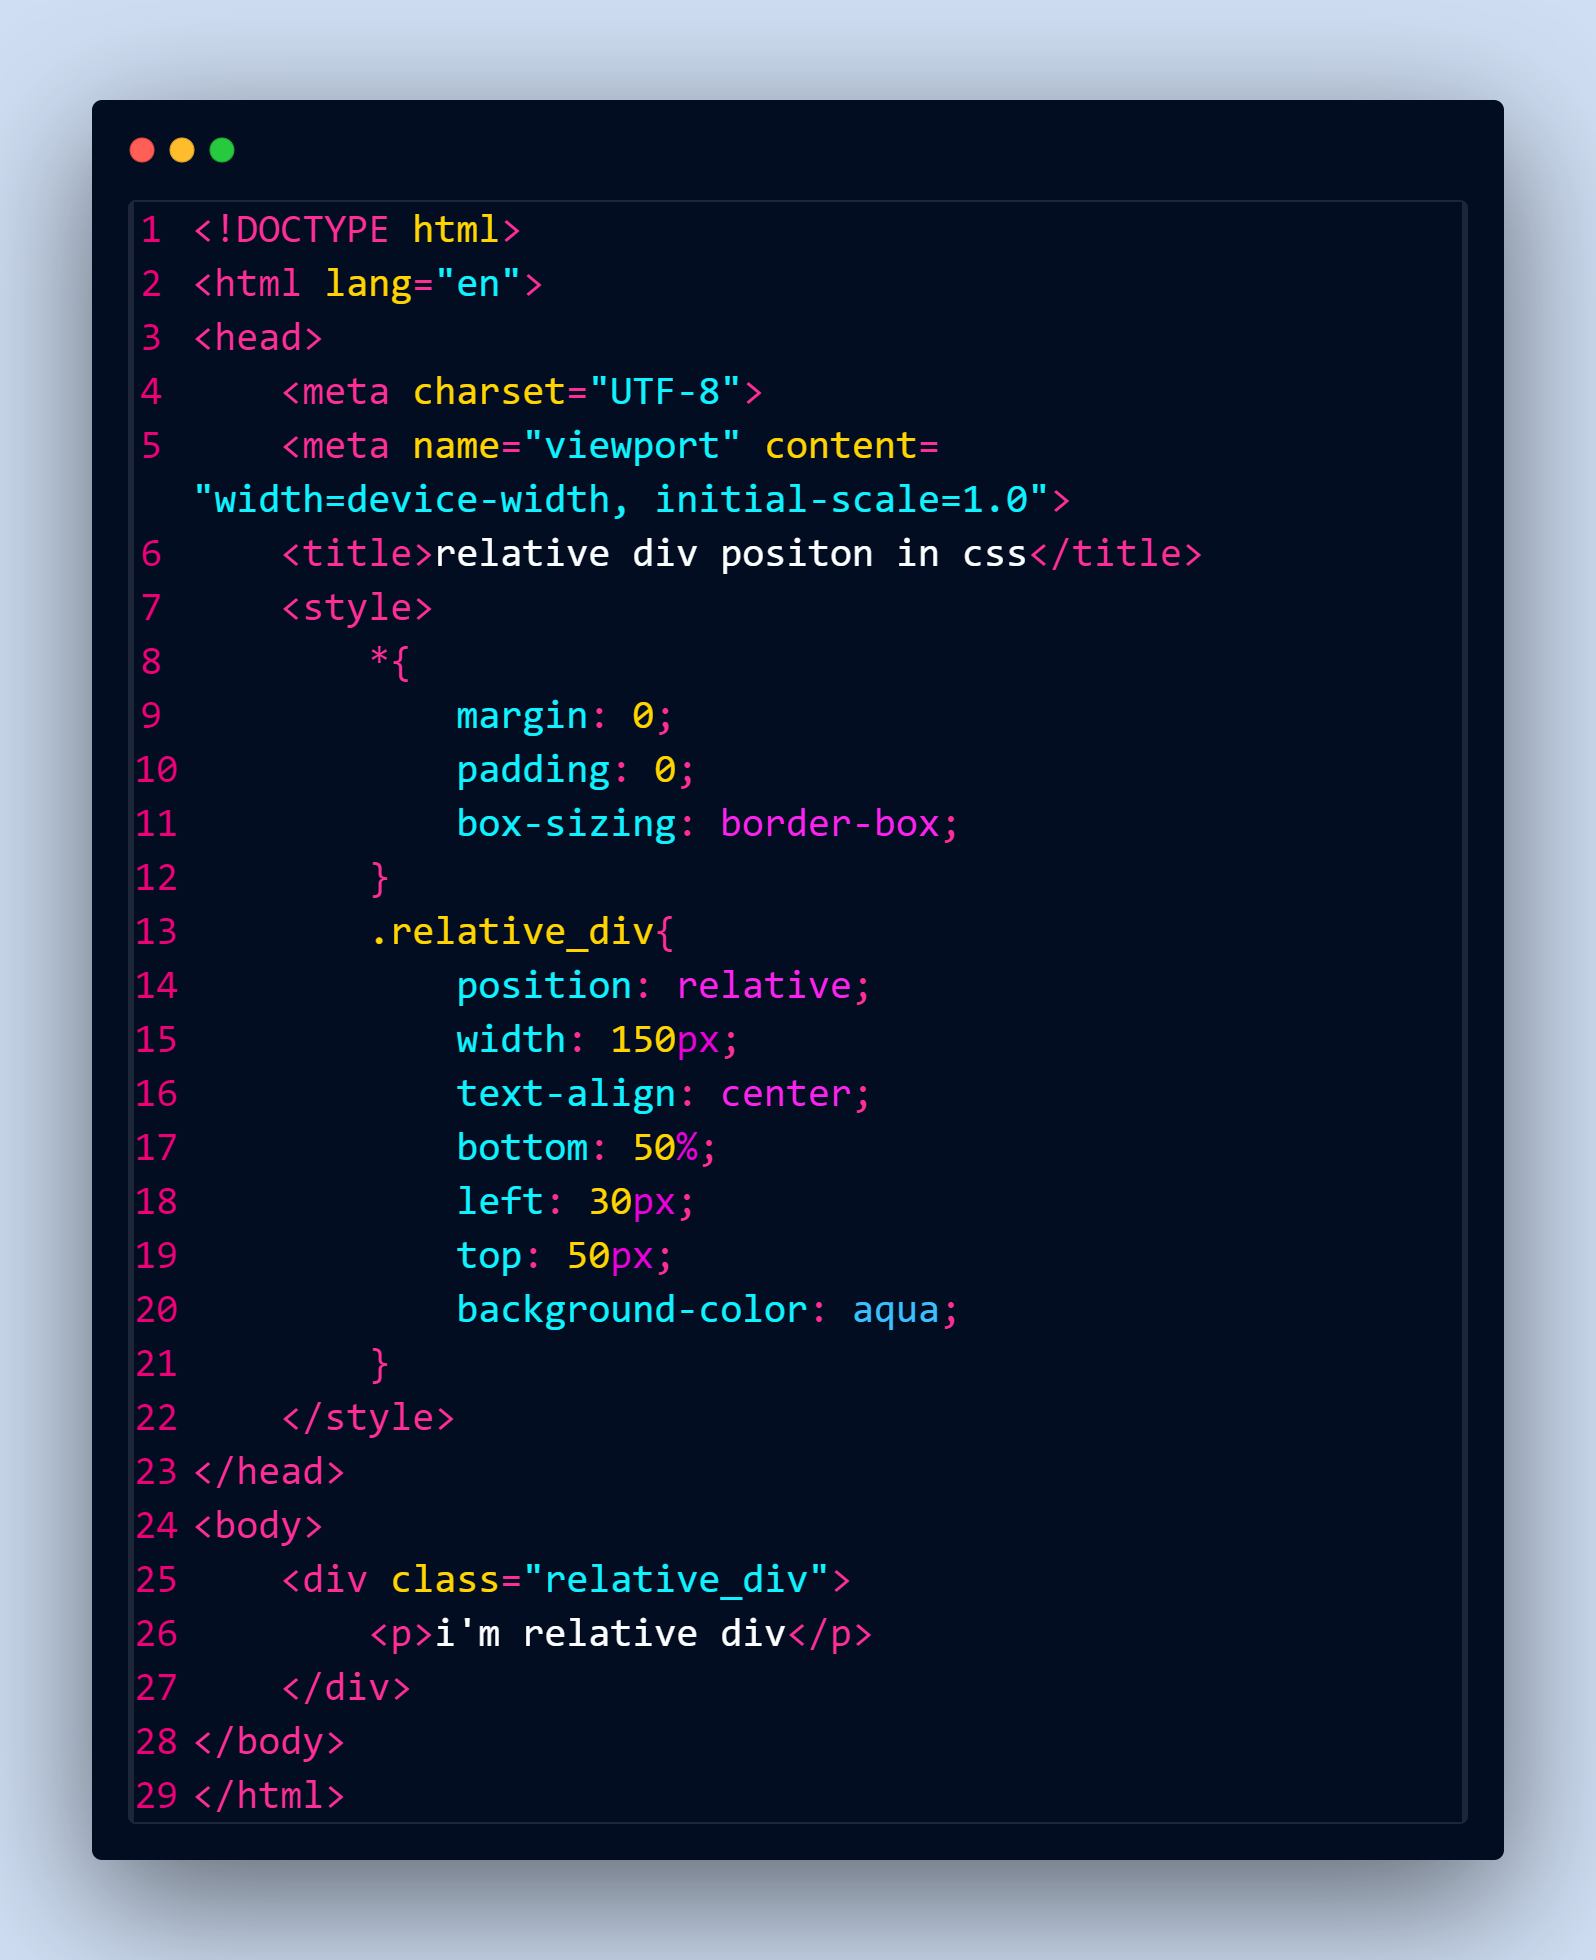 1 <!DOCTYPE html>
2 <html lang="en">
3 <head>
4     <meta charset="UTF-8">
5     <meta name="viewport" content=
"width=device-width, initial-scale=1.0">
6     <title>relative div positon in css</title>
7     <style>
8         *{
9             margin: 0;
10             padding: 0;
11             box-sizing: border-box;
12         }
13         .relative_div{
14             position: relative;
15             width: 150px;
16             text-align: center;
17             bottom: 50%;
18             left: 30px;
19             top: 50px;
20             background-color: aqua;
21         }
22     </style>
23 </head>
24 <body>
25     <div class="relative_div">
26         <p>i'm relative div</p>
27     </div>
28 </body>
29 </html>